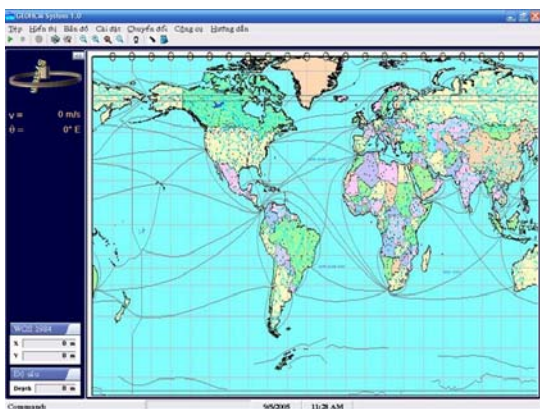 GEOHCM System 1.0
Tệp Hiển thị Bản đồ Cài đặt Chuyển đổi Công cụ Hướng dẫn
v = 0 m/s
θ = 0° E
WGS 1984
X 0 m
Y 0 m
Độ sâu
Depth 0 m
Command 9/5/2005 11:28 AM